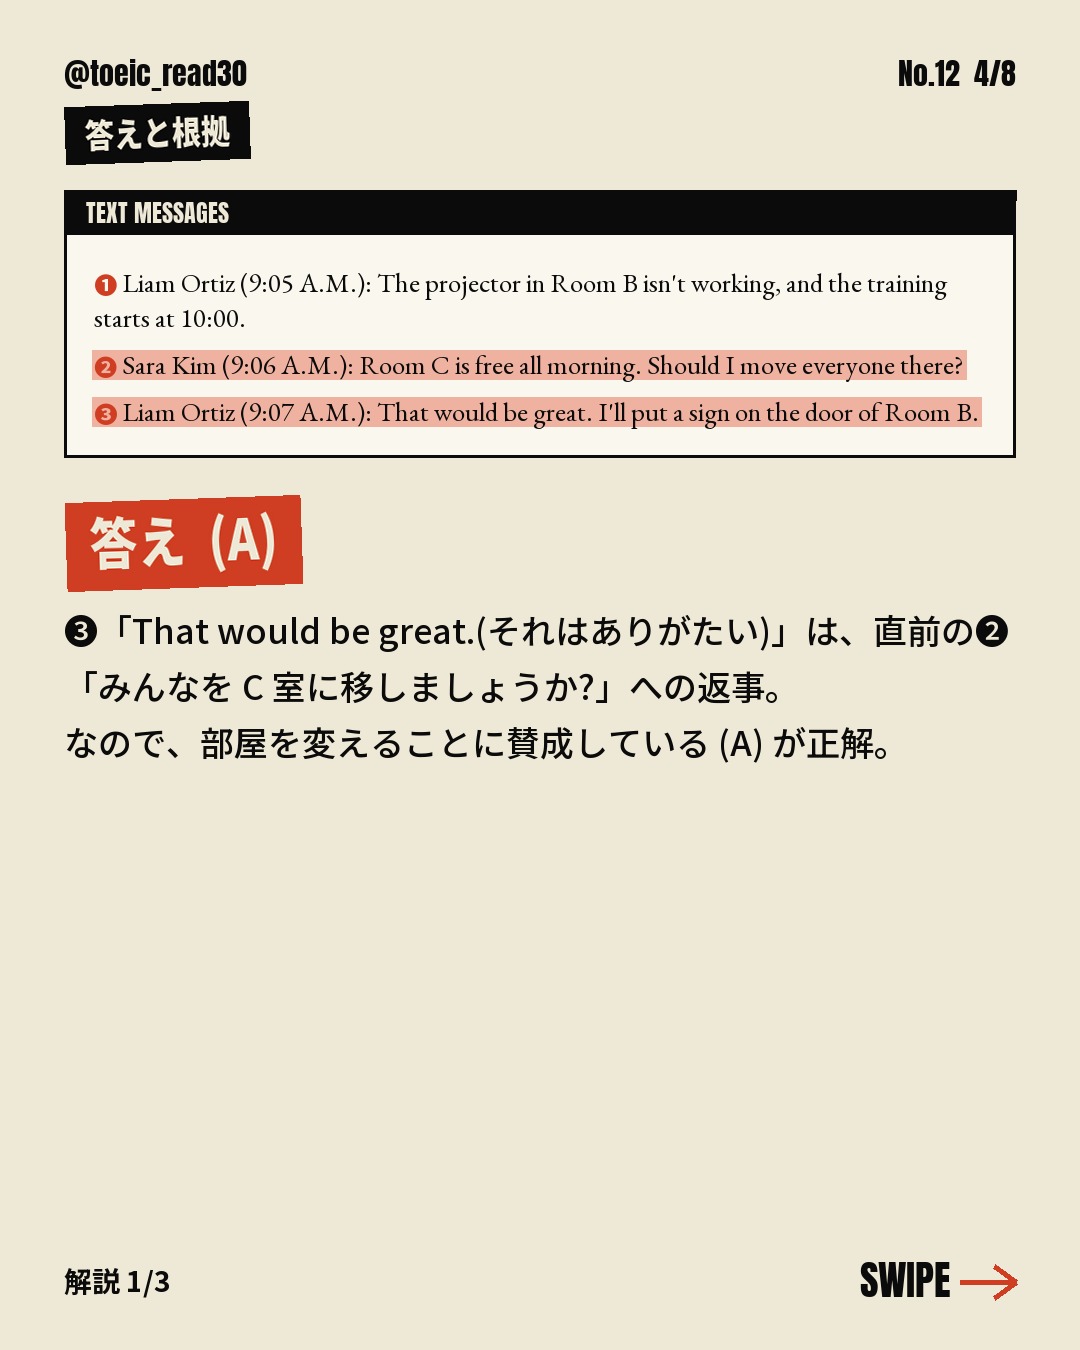 @toeic_read30
No.12 4/8
答えと根拠
TEXT MESSAGES
❶ Liam Ortiz (9:05 A.M.): The projector in Room B isn't working, and the training
starts at 10:00.
❷ Sara Kim (9:06 A.M.): Room C is free all morning. Should I move everyone there?
❸ Liam Ortiz (9:07 A.M.): That would be great. I'll put a sign on the door of Room B.
答え (A)
❸「That would be great.(それはありがたい)」は、直前の❷
「みんなを C 室に移しましょうか?」への返事。
なので、部屋を変えることに賛成している (A) が正解。
解説 1/3
SWIPE →